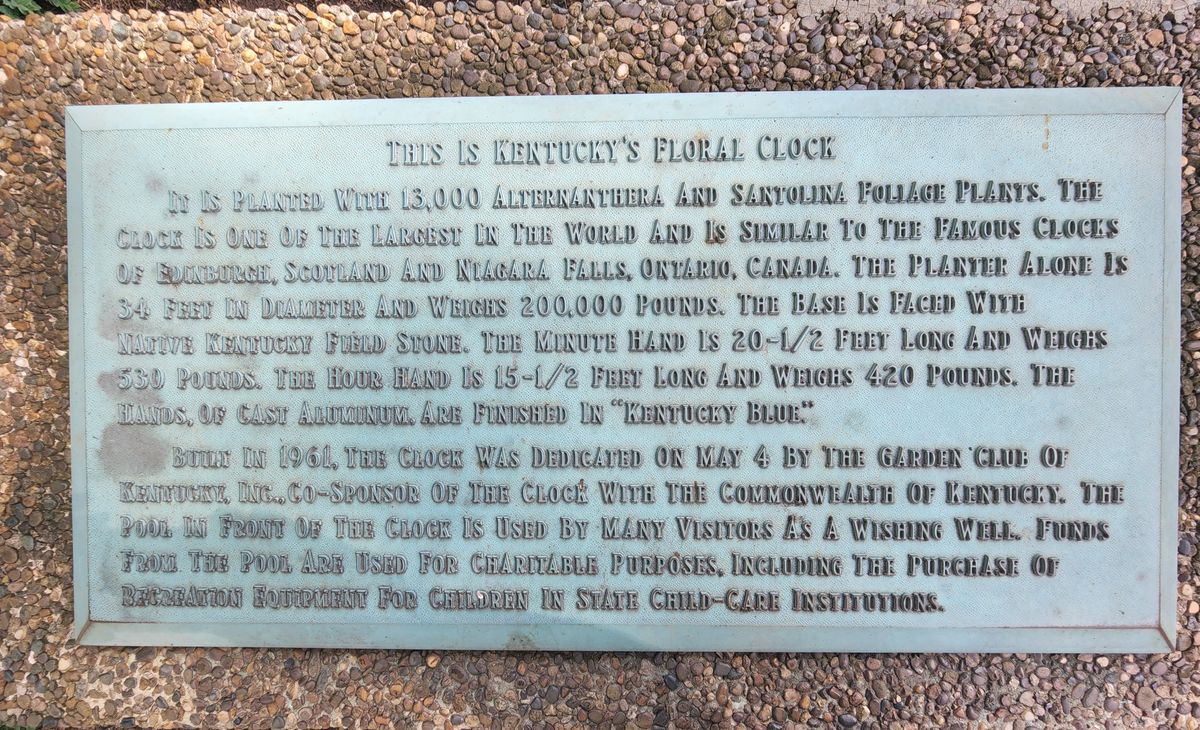 This Is Kentucky's Floral Clock
It Is Planted With 13,000 Alternanthera And Santolina Foliage Plants. The
Clock Is One Of The Largest In The World And Is Similar To The Famous Clocks
Of Edinburgh, Scotland And Niagara Falls, Ontario, Canada. The Planter Alone Is
34 Feet In Diameter And Weighs 200,000 Pounds. The Base Is Faced With
Native Kentucky Field Stone. The Minute Hand Is 20-1/2 Feet Long And Weighs
530 Pounds. The Hour Hand Is 15-1/2 Feet Long And Weighs 420 Pounds. The
Hands, Of Cast Aluminum, Are Finished In "Kentucky Blue."
Built In 1961, The Clock Was Dedicated On May 4 By The Garden Club Of
Kentucky, Inc., Co-Sponsor Of The Clock With The Commonwealth Of Kentucky. The
Pool In Front Of The Clock Is Used By Many Visitors As A Wishing Well. Funds
From The Pool Are Used For Charitable Purposes, Including The Purchase Of
Recreation Equipment For Children In State Child-Care Institutions.